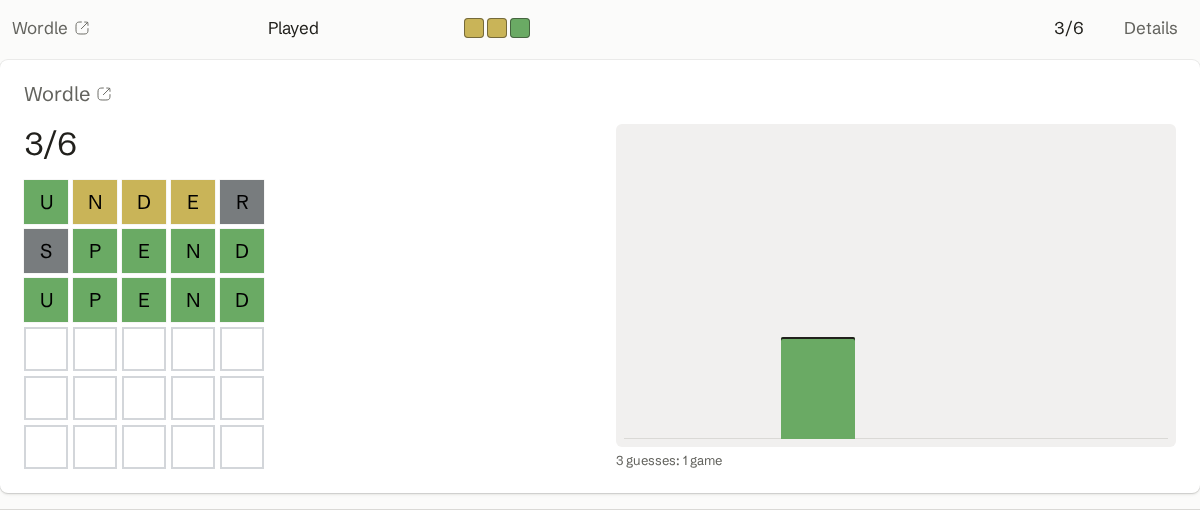 Wordle Played 3/6 Details
Wordle
3/6
U N D E R
S P E N D
U P E N D
3 guesses: 1 game